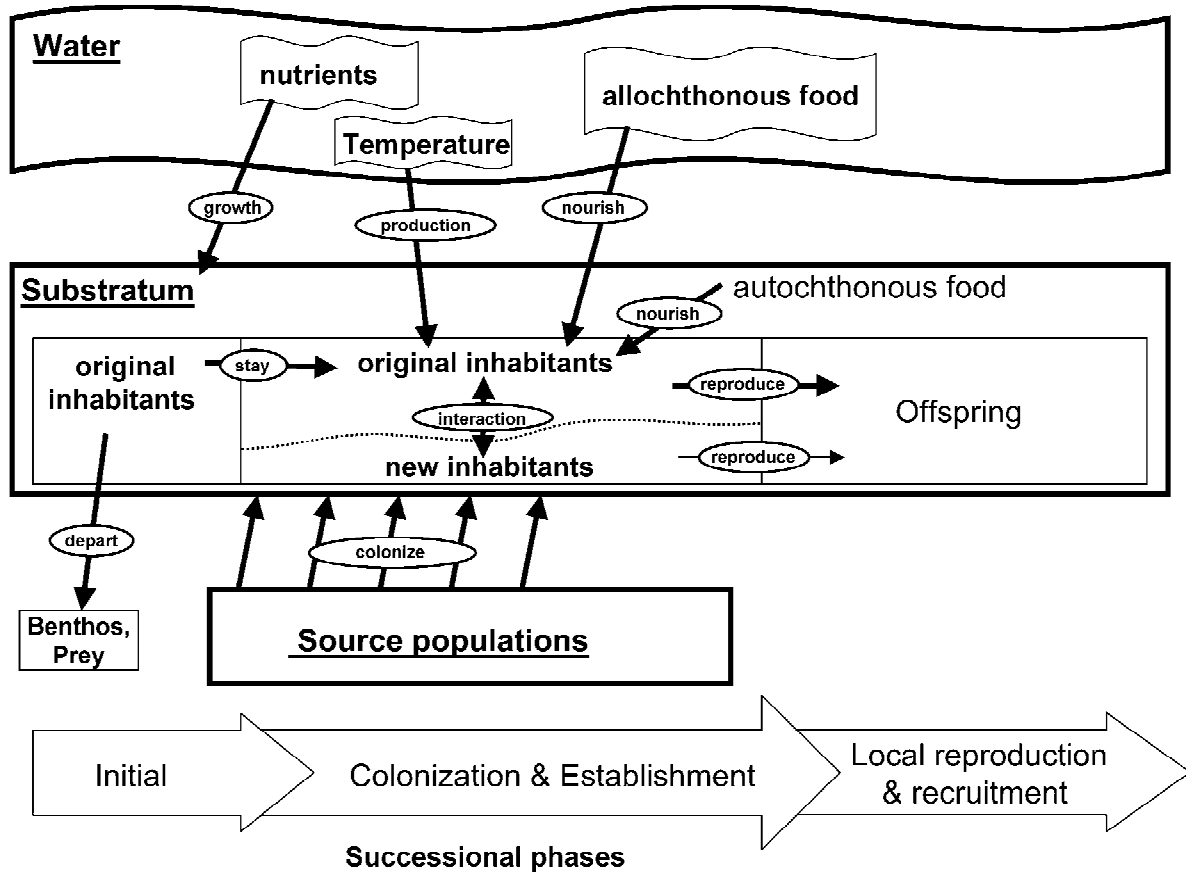 Water
nutrients
allochthonous food
Temperature
growth
production
nourish
Substratum
autochthonous food
nourish
original
inhabitants
stay
original inhabitants
reproduce
interaction
Offspring
new inhabitants
reproduce
depart
colonize
Benthos,
Prey
Source populations
Initial
Colonization & Establishment
Local reproduction
& recruitment
Successional phases